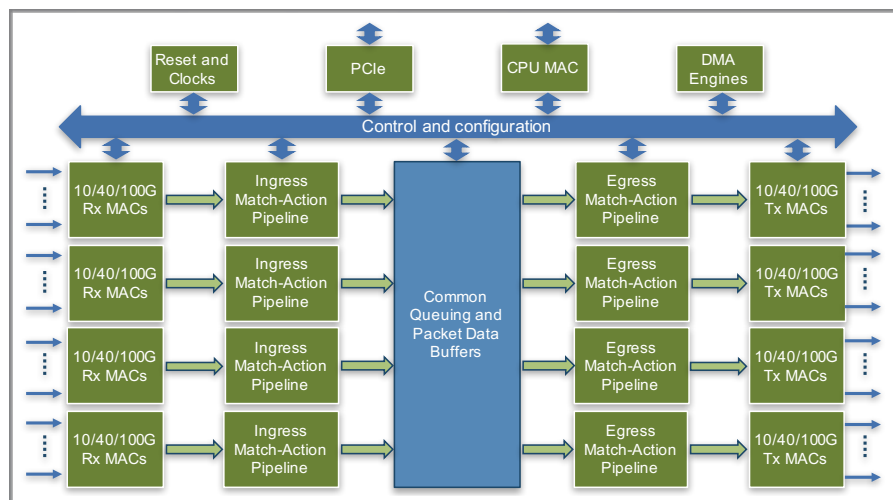 Reset and
Clocks
PCIe
CPU MAC
DMA
Engines
Control and configuration
10/40/100G
Rx MACs
Ingress
Match-Action
Pipeline
Egress
Match-Action
Pipeline
10/40/100G
Tx MACs
10/40/100G
Rx MACs
Ingress
Match-Action
Pipeline
Common
Queuing and
Packet Data
Buffers
Egress
Match-Action
Pipeline
10/40/100G
Tx MACs
10/40/100G
Rx MACs
Ingress
Match-Action
Pipeline
Egress
Match-Action
Pipeline
10/40/100G
Tx MACs
10/40/100G
Rx MACs
Ingress
Match-Action
Pipeline
Egress
Match-Action
Pipeline
10/40/100G
Tx MACs